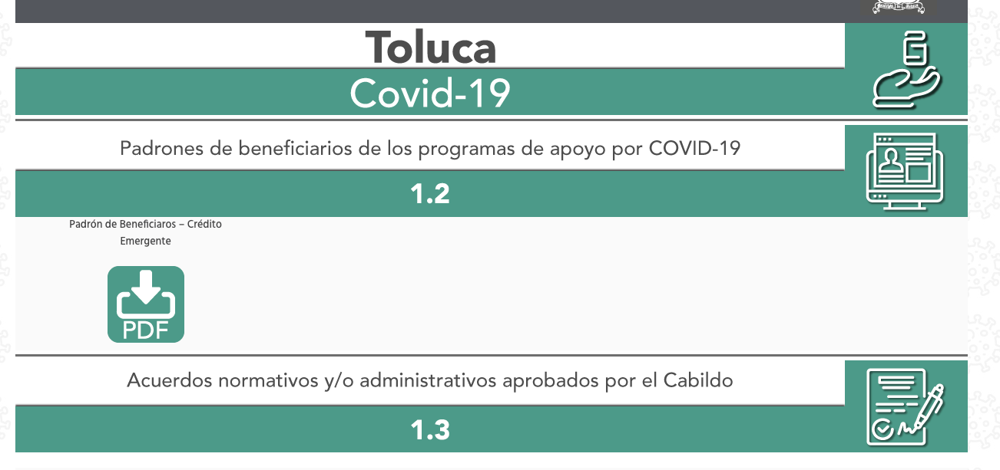 Toluca
Covid-19
Padrones de beneficiarios de los programas de apoyo por COVID-19
1.2
Padrón de Beneficiaros – Crédito
Emergente
PDF
Acuerdos normativos y/o administrativos aprobados por el Cabildo
1.3